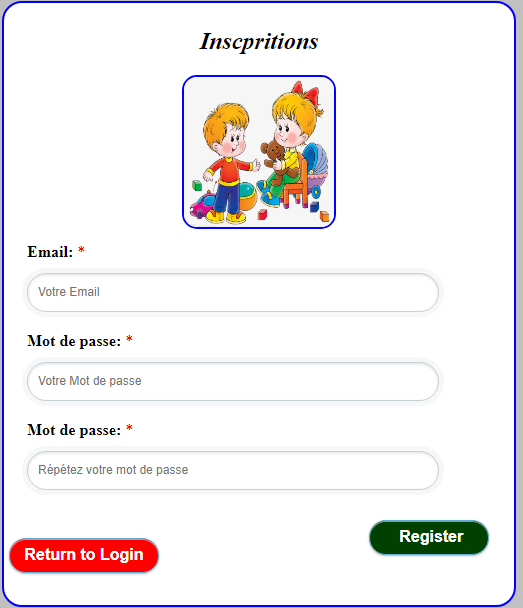 Inscpritions
Email: *
Votre Email
Mot de passe: *
Votre Mot de passe
Mot de passe: *
Répétez votre mot de passe
Register
Return to Login